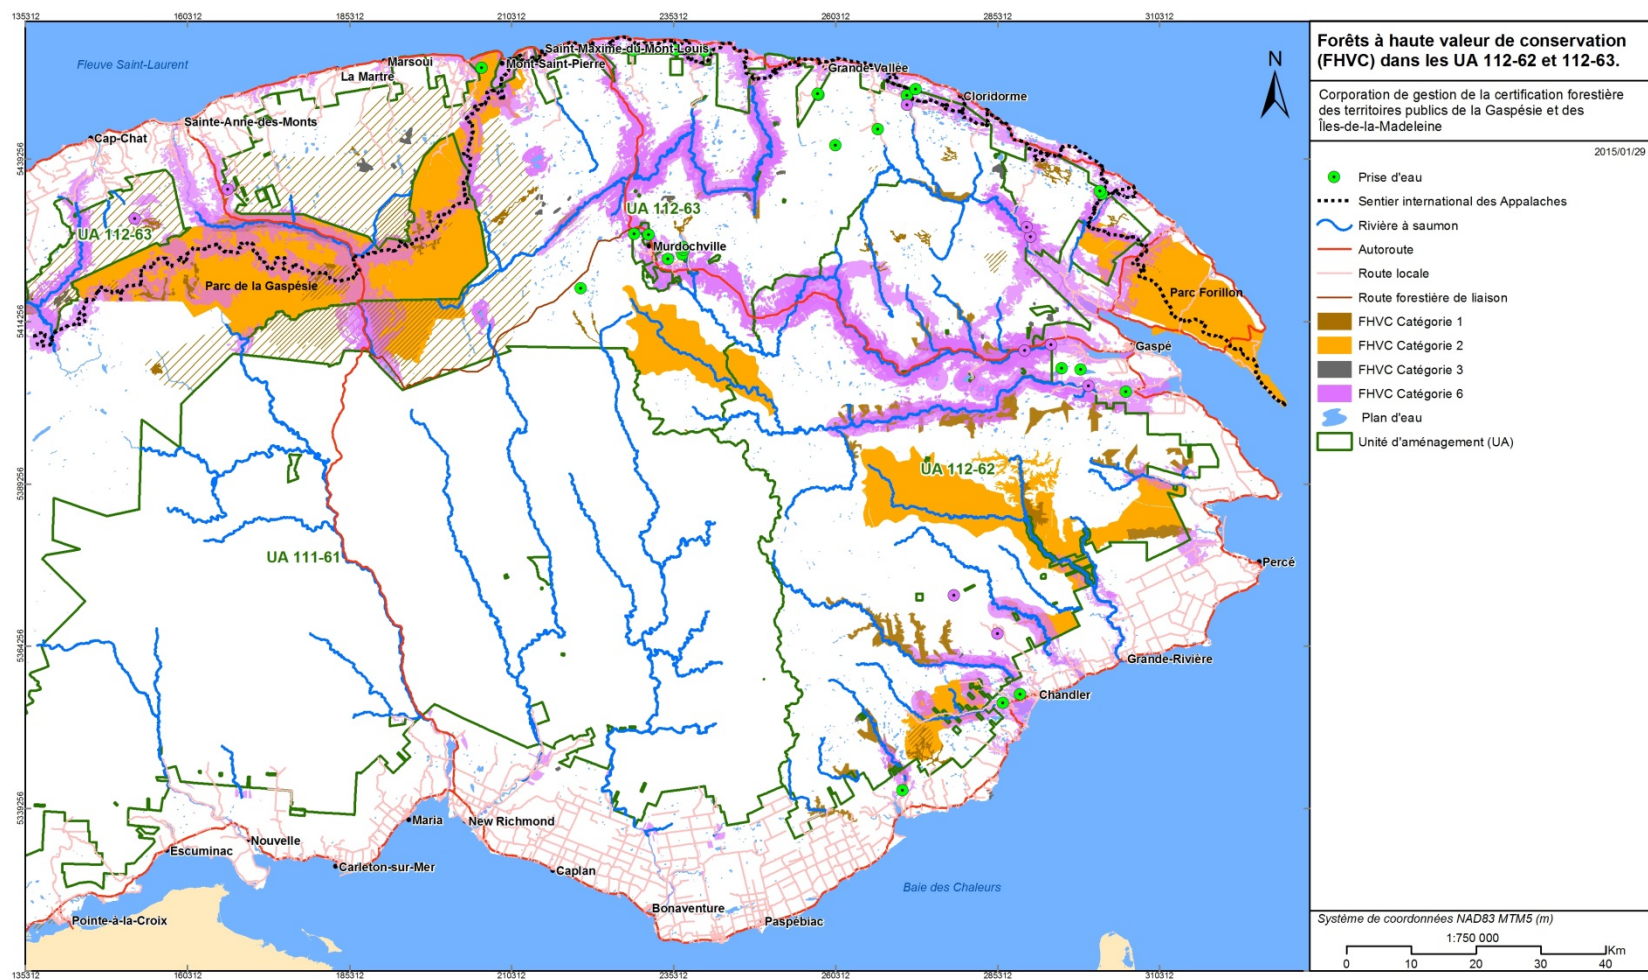 135312 160312 185312 210312 235312 260312 285312 310312
Fleuve Saint-Laurent
Marsoui
La Martre
Saint-Maxime-du-Mont-Louis
Mont-Saint-Pierre
Grande-Vallée
Cloridorme
Cap-Chat
Sainte-Anne-des-Monts
N
5439256
UA 112-63
UA 112-63
Murdochville
Parc de la Gaspésie
Parc Forillon
5414256
Gaspé
UA 112-62
5389256
UA 111-61
Percé
5364256
Grande-Rivière
Chandler
5339256
Maria
New Richmond
Nouvelle
Escuminac
Carleton-sur-Mer
Caplan
Baie des Chaleurs
Bonaventure
Paspébiac
Pointe-à-la-Croix
135312 160312 185312 210312 235312 260312 285312 310312
Forêts à haute valeur de conservation
(FHVC) dans les UA 112-62 et 112-63.
Corporation de gestion de la certification forestière
des territoires publics de la Gaspésie et des
Îles-de-la-Madeleine
2015/01/29
Prise d'eau
Sentier international des Appalaches
Rivière à saumon
Autoroute
Route locale
Route forestière de liaison
FHVC Catégorie 1
FHVC Catégorie 2
FHVC Catégorie 3
FHVC Catégorie 6
Plan d'eau
Unité d'aménagement (UA)
Système de coordonnées NAD83 MTM5 (m)
1:750 000
Km
0 10 20 30 40